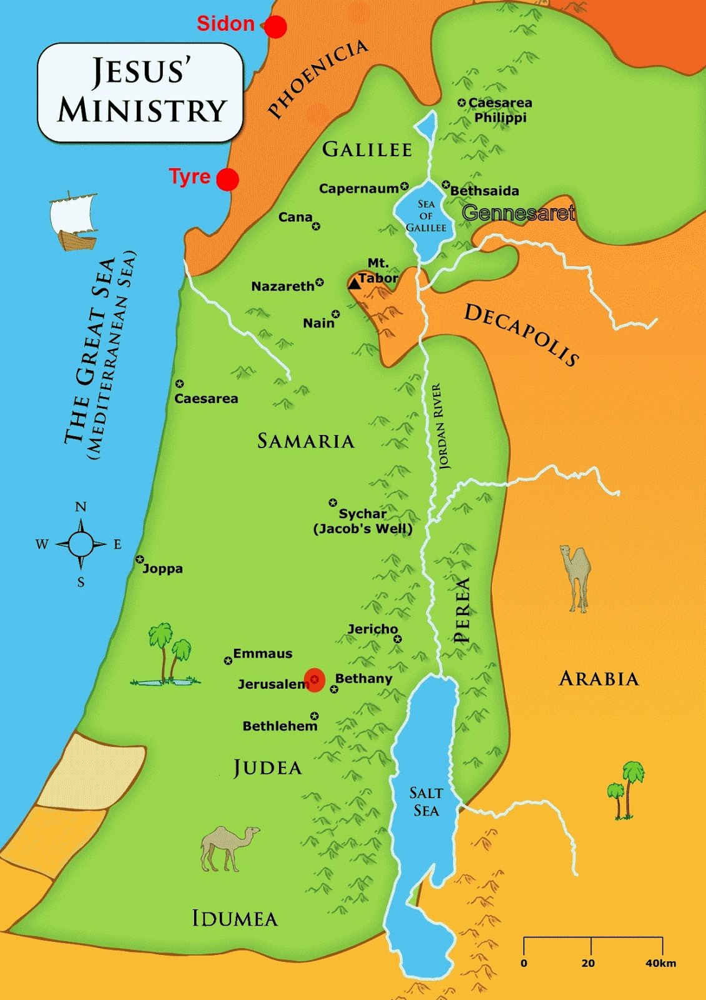 Sidon
JESUS'
MINISTRY
PHOENICIA
Caesarea
Philippi
GALILEE
Tyre
Capernaum
Bethsaida
SEA
OF
GALILEE
Gennesaret
Cana
Mt.
Tabor
Nazareth
Nain
DECAPOLIS
THE GREAT SEA
(MEDITERRANEAN SEA)
Caesarea
JORDAN RIVER
SAMARIA
Sychar
(Jacob's Well)
N
W E
S
Joppa
PEREA
Jericho
Emmaus
Jerusalem
Bethany
ARABIA
Bethlehem
JUDEA
SALT
SEA
IDUMEA
0 20 40km